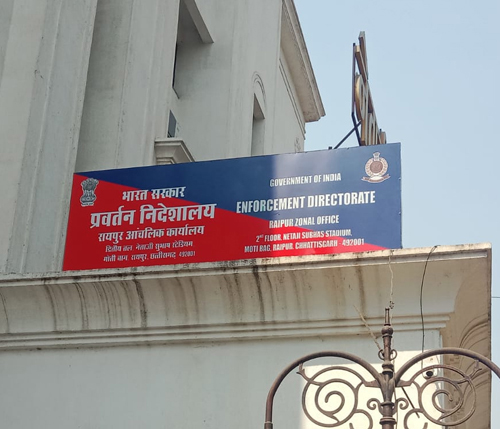 भारत सरकार
प्रवर्तन निदेशालय
रायपुर आंचलिक कार्यालय
द्वितीय तल नेताजी सुभाष स्टेडियम
मोती बाग, रायपुर, छत्तीसगढ़ 492001
GOVERNMENT OF INDIA
ENFORCEMENT DIRECTORATE
RAIPUR ZONAL OFFICE
2nd FLOOR, NETAJI SUBHAS STADIUM,
MOTI BAG, RAIPUR, CHHATTISGARH 492001